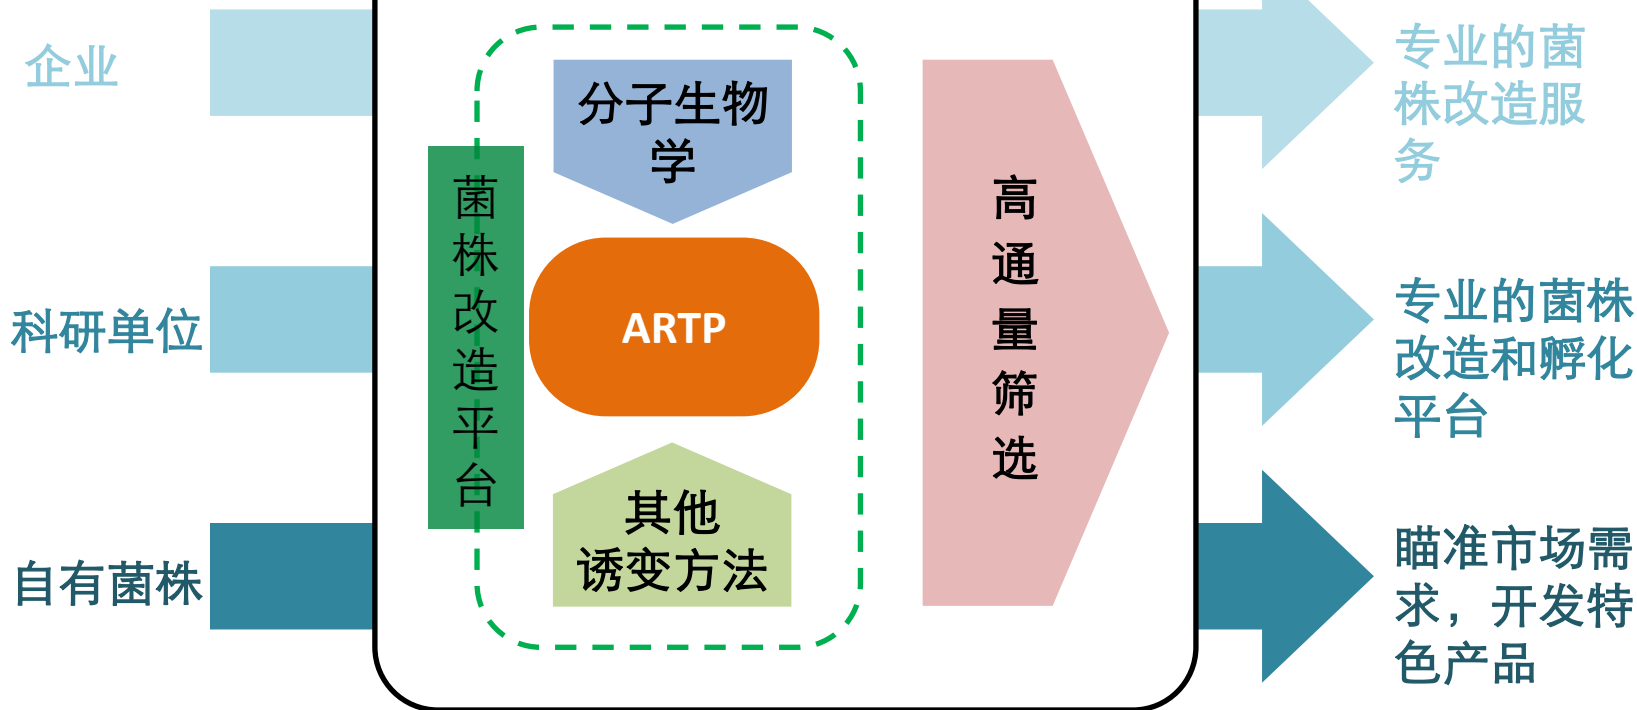 企业
科研单位
自有菌株
菌
株
改
造
平
台
分子生物
学
ARTP
其他
诱变方法
高
通
量
筛
选
专业的菌
株改造服
务
专业的菌株
改造和孵化
平台
瞄准市场需
求，开发特
色产品